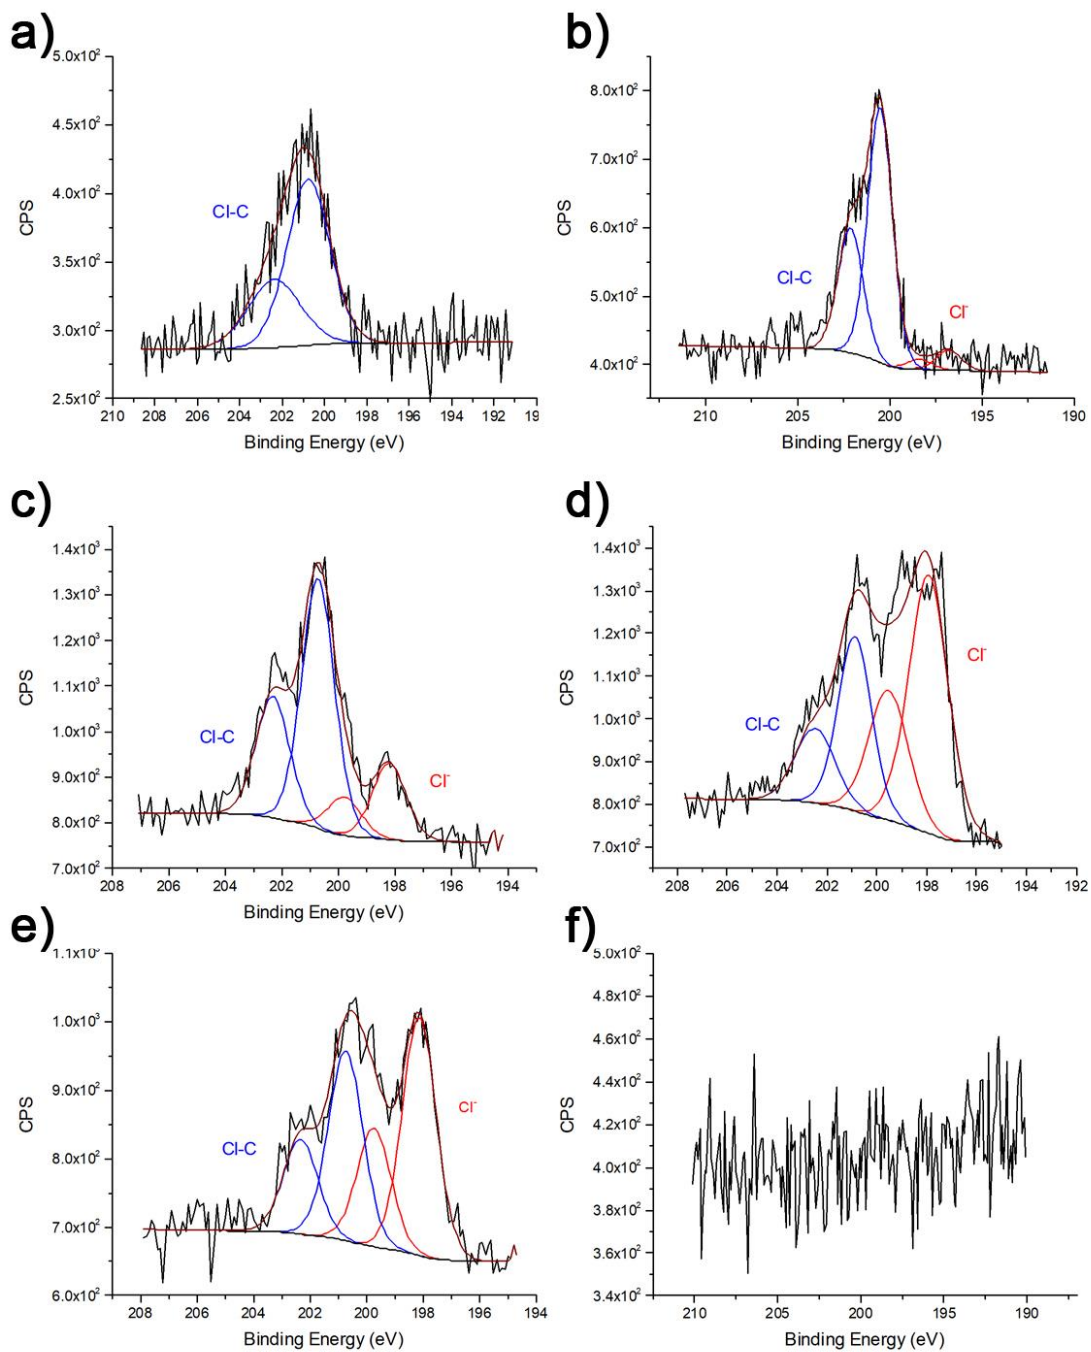 a)
5.0x10²
4.5x10²
4.0x10²
3.5x10²
3.0x10²
2.5x10²
CPS
Cl-C
210 208 206 204 202 200 198 196 194 192 19
Binding Energy (eV)
b)
8.0x10²
7.0x10²
6.0x10²
5.0x10²
4.0x10²
CPS
Cl-C
Cl⁻
210 205 200 195 190
Binding Energy (eV)
c)
1.4x10³
1.3x10³
1.2x10³
1.1x10³
1.0x10³
9.0x10²
8.0x10²
7.0x10²
CPS
Cl-C
Cl⁻
208 206 204 202 200 198 196 194
Binding Energy (eV)
d)
1.4x10³
1.3x10³
1.2x10³
1.1x10³
1.0x10³
9.0x10²
8.0x10²
7.0x10²
CPS
Cl-C
Cl⁻
208 206 204 202 200 198 196 194 192
Binding Energy (eV)
e)
1.1x10³
1.0x10³
9.0x10²
8.0x10²
7.0x10²
6.0x10²
CPS
Cl-C
Cl⁻
208 206 204 202 200 198 196 194
Binding Energy (eV)
f)
5.0x10²
4.8x10²
4.6x10²
4.4x10²
4.2x10²
4.0x10²
3.8x10²
3.6x10²
3.4x10²
CPS
210 205 200 195 190
Binding Energy (eV)